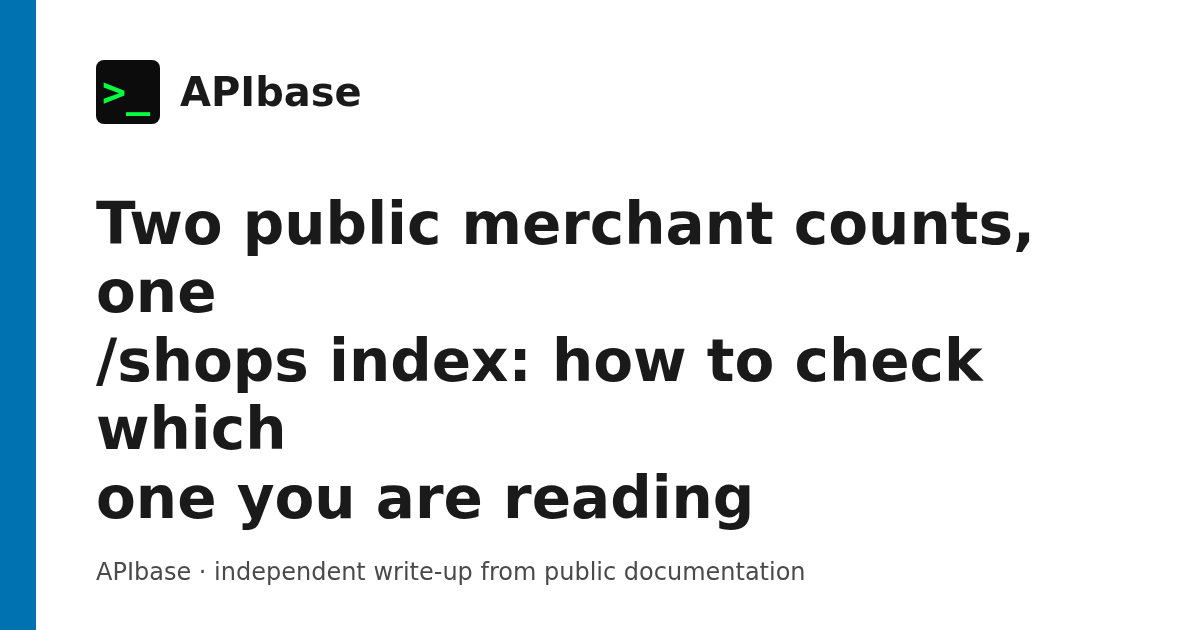 >_ APIbase
Two public merchant counts,
one
/shops index: how to check
which
one you are reading
APIbase · independent write-up from public documentation